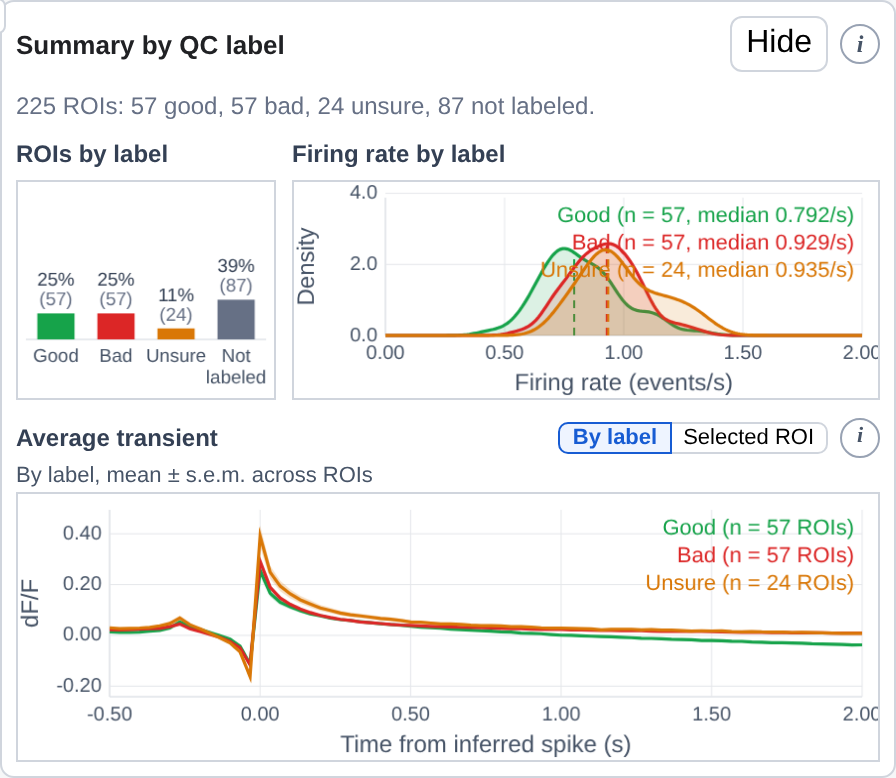 Summary by QC label
Hide
i
225 ROIs: 57 good, 57 bad, 24 unsure, 87 not labeled.
ROIs by label
25%
(57)
25%
(57)
11%
(24)
39%
(87)
Good
Bad
Unsure
Not
labeled
Firing rate by label
Density
4.0
2.0
0.0
Good (n = 57, median 0.792/s)
Bad (n = 57, median 0.929/s)
Unsure (n = 24, median 0.935/s)
0.00
0.50
1.00
1.50
2.00
Firing rate (events/s)
Average transient
By label
Selected ROI
i
By label, mean ± s.e.m. across ROIs
dF/F
0.40
0.20
0.00
-0.20
Good (n = 57 ROIs)
Bad (n = 57 ROIs)
Unsure (n = 24 ROIs)
-0.50
0.00
0.50
1.00
1.50
2.00
Time from inferred spike (s)